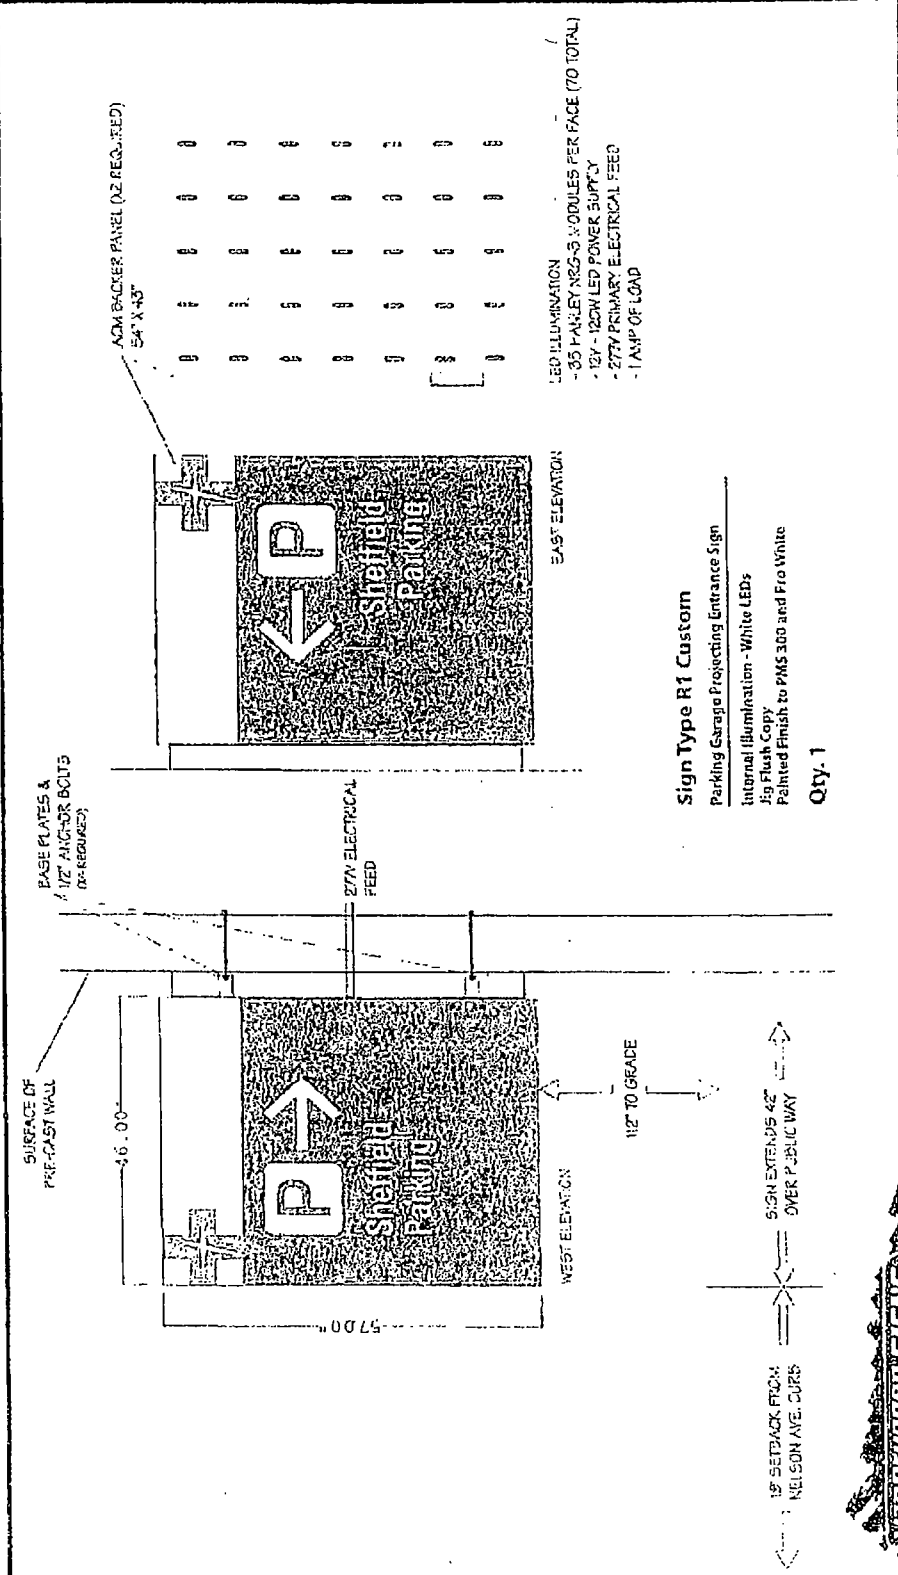 SURFACE OF
PRE-CAST WALL
BASE PLATES &
1/2" ANCHOR BOLTS
46.00"
57.00"
P
Sheffield
Parking
WEST ELEVATION
277V ELECTRICAL
FEED
112" TO GRADE
SIGN EXTENDS 42"
OVER PUBLIC WAY
SETBACK FROM
NELSON AVE. CURB
P
Sheffield
Parking
EAST ELEVATION
ACM BACKER PANEL (X2 REQUIRED)
54" X 43"
LED ILLUMINATION
- 35 HANLEY NRG-3 MODULES PER FACE (70 TOTAL)
- 12V - 120W LED POWER SUPPLY
- 277V PRIMARY ELECTRICAL FEED
- 1 AMP OF LOAD
Sign Type R1 Custom
Parking Garage Projecting Entrance Sign
Internal Illumination - White LEDs
Jig Flush Copy
Painted Finish to PMS 300 and Pro White
Qty. 1